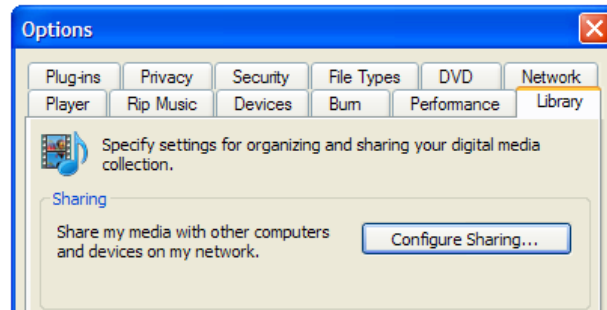 Options
Plug-ins Privacy Security File Types DVD Network
Player Rip Music Devices Burn Performance Library
Specify settings for organizing and sharing your digital media
collection.
Sharing
Share my media with other computers
and devices on my network.
Configure Sharing...